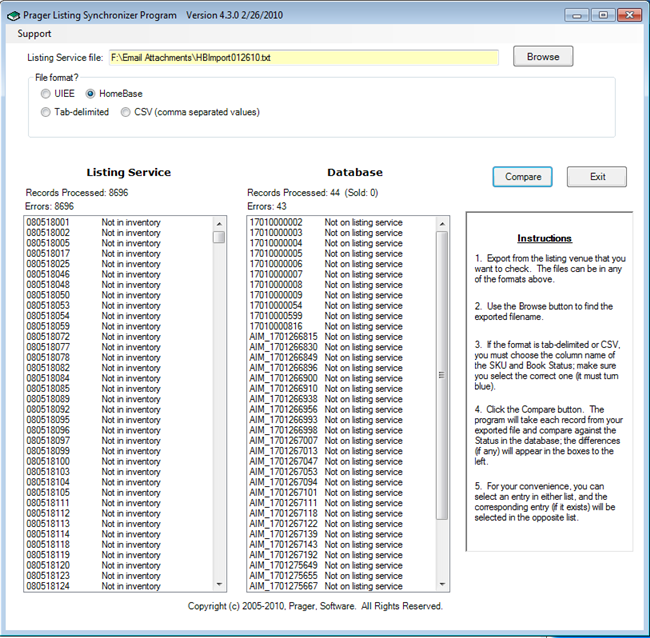 Prager Listing Synchronizer Program    Version 4.3.0 2/26/2010
Support
Listing Service file: F:\Email Attachments\HBImport012610.txt Browse
File format?
UIEE HomeBase
Tab-delimited CSV (comma separated values)
Listing Service
Records Processed: 8696
Errors: 8696
080518001 Not in inventory
080518002 Not in inventory
080518005 Not in inventory
080518017 Not in inventory
080518025 Not in inventory
080518046 Not in inventory
080518048 Not in inventory
080518050 Not in inventory
080518053 Not in inventory
080518054 Not in inventory
080518059 Not in inventory
080518072 Not in inventory
080518077 Not in inventory
080518078 Not in inventory
080518082 Not in inventory
080518084 Not in inventory
080518085 Not in inventory
080518089 Not in inventory
080518092 Not in inventory
080518095 Not in inventory
080518096 Not in inventory
080518097 Not in inventory
080518099 Not in inventory
080518100 Not in inventory
080518103 Not in inventory
080518104 Not in inventory
080518105 Not in inventory
080518111 Not in inventory
080518112 Not in inventory
080518113 Not in inventory
080518114 Not in inventory
080518118 Not in inventory
080518119 Not in inventory
080518120 Not in inventory
080518123 Not in inventory
080518124 Not in inventory
Database
Records Processed: 44 (Sold: 0)
Errors: 43
17010000002 Not on listing service
17010000003 Not on listing service
17010000004 Not on listing service
17010000005 Not on listing service
17010000006 Not on listing service
17010000007 Not on listing service
17010000008 Not on listing service
17010000009 Not on listing service
17010000054 Not on listing service
17010000599 Not on listing service
17010000816 Not on listing service
AIM_1701266815 Not on listing service
AIM_1701266830 Not on listing service
AIM_1701266849 Not on listing service
AIM_1701266896 Not on listing service
AIM_1701266900 Not on listing service
AIM_1701266910 Not on listing service
AIM_1701266938 Not on listing service
AIM_1701266956 Not on listing service
AIM_1701266993 Not on listing service
AIM_1701266998 Not on listing service
AIM_1701267007 Not on listing service
AIM_1701267013 Not on listing service
AIM_1701267047 Not on listing service
AIM_1701267053 Not on listing service
AIM_1701267094 Not on listing service
AIM_1701267101 Not on listing service
AIM_1701267111 Not on listing service
AIM_1701267118 Not on listing service
AIM_1701267122 Not on listing service
AIM_1701267139 Not on listing service
AIM_1701267143 Not on listing service
AIM_1701267192 Not on listing service
AIM_1701275649 Not on listing service
AIM_1701275655 Not on listing service
AIM_1701275667 Not on listing service
Compare Exit
Instructions
1. Export from the listing venue that you
want to check. The files can be in any
of the formats above.
2. Use the Browse button to find the
exported filename.
3. If the format is tab-delimited or CSV,
you must choose the column name of
the SKU and Book Status; make sure
you select the correct one (it must turn
blue).
4. Click the Compare button. The
program will take each record from your
exported file and compare against the
Status in the database; the differences
(if any) will appear in the boxes to the
left.
5. For your convenience, you can
select an entry in either list, and the
corresponding entry (if it exists) will be
selected in the opposite list.
Copyright (c) 2005-2010, Prager, Software. All Rights Reserved.